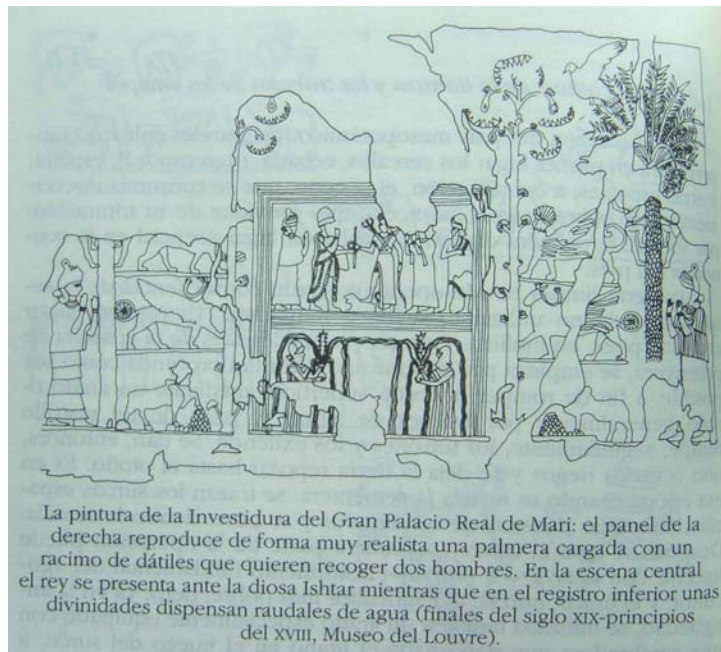 La pintura de la Investidura del Gran Palacio Real de Mari: el panel de la
derecha reproduce de forma muy realista una palmera cargada con un
racimo de dátiles que quieren recoger dos hombres. En la escena central
el rey se presenta ante la diosa Ishtar mientras que en el registro inferior unas
divinidades dispensan raudales de agua (finales del siglo XIX-principios
del XVIII, Museo del Louvre).